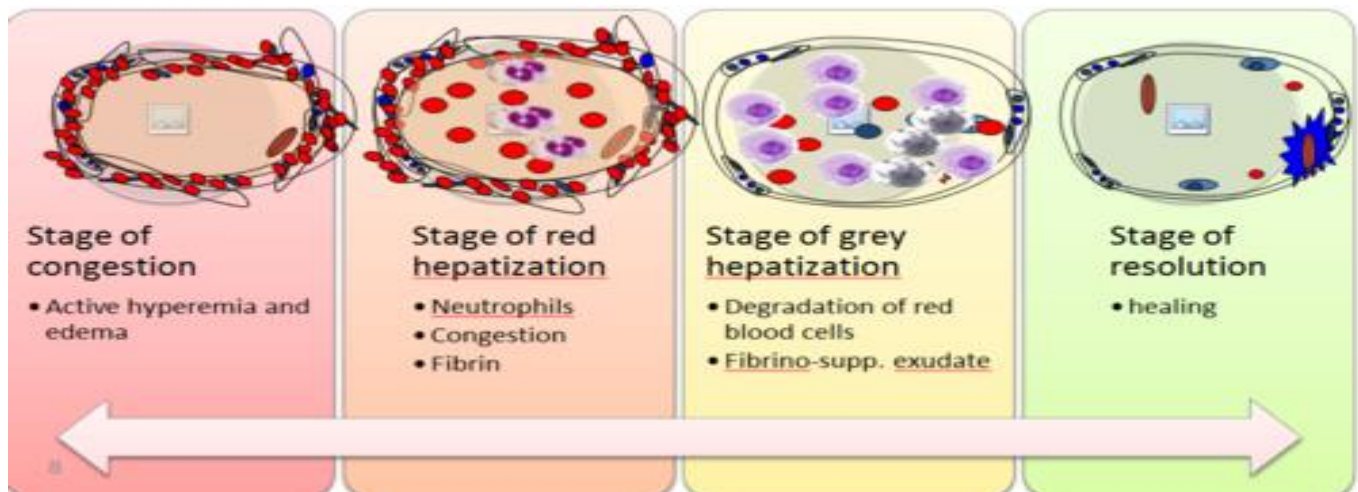 Stage of
congestion
• Active hyperemia and
edema
Stage of red
hepatization
• Neutrophils
• Congestion
• Fibrin
Stage of grey
hepatization
• Degradation of red
blood cells
• Fibrino-supp. exudate
Stage of
resolution
• healing
8